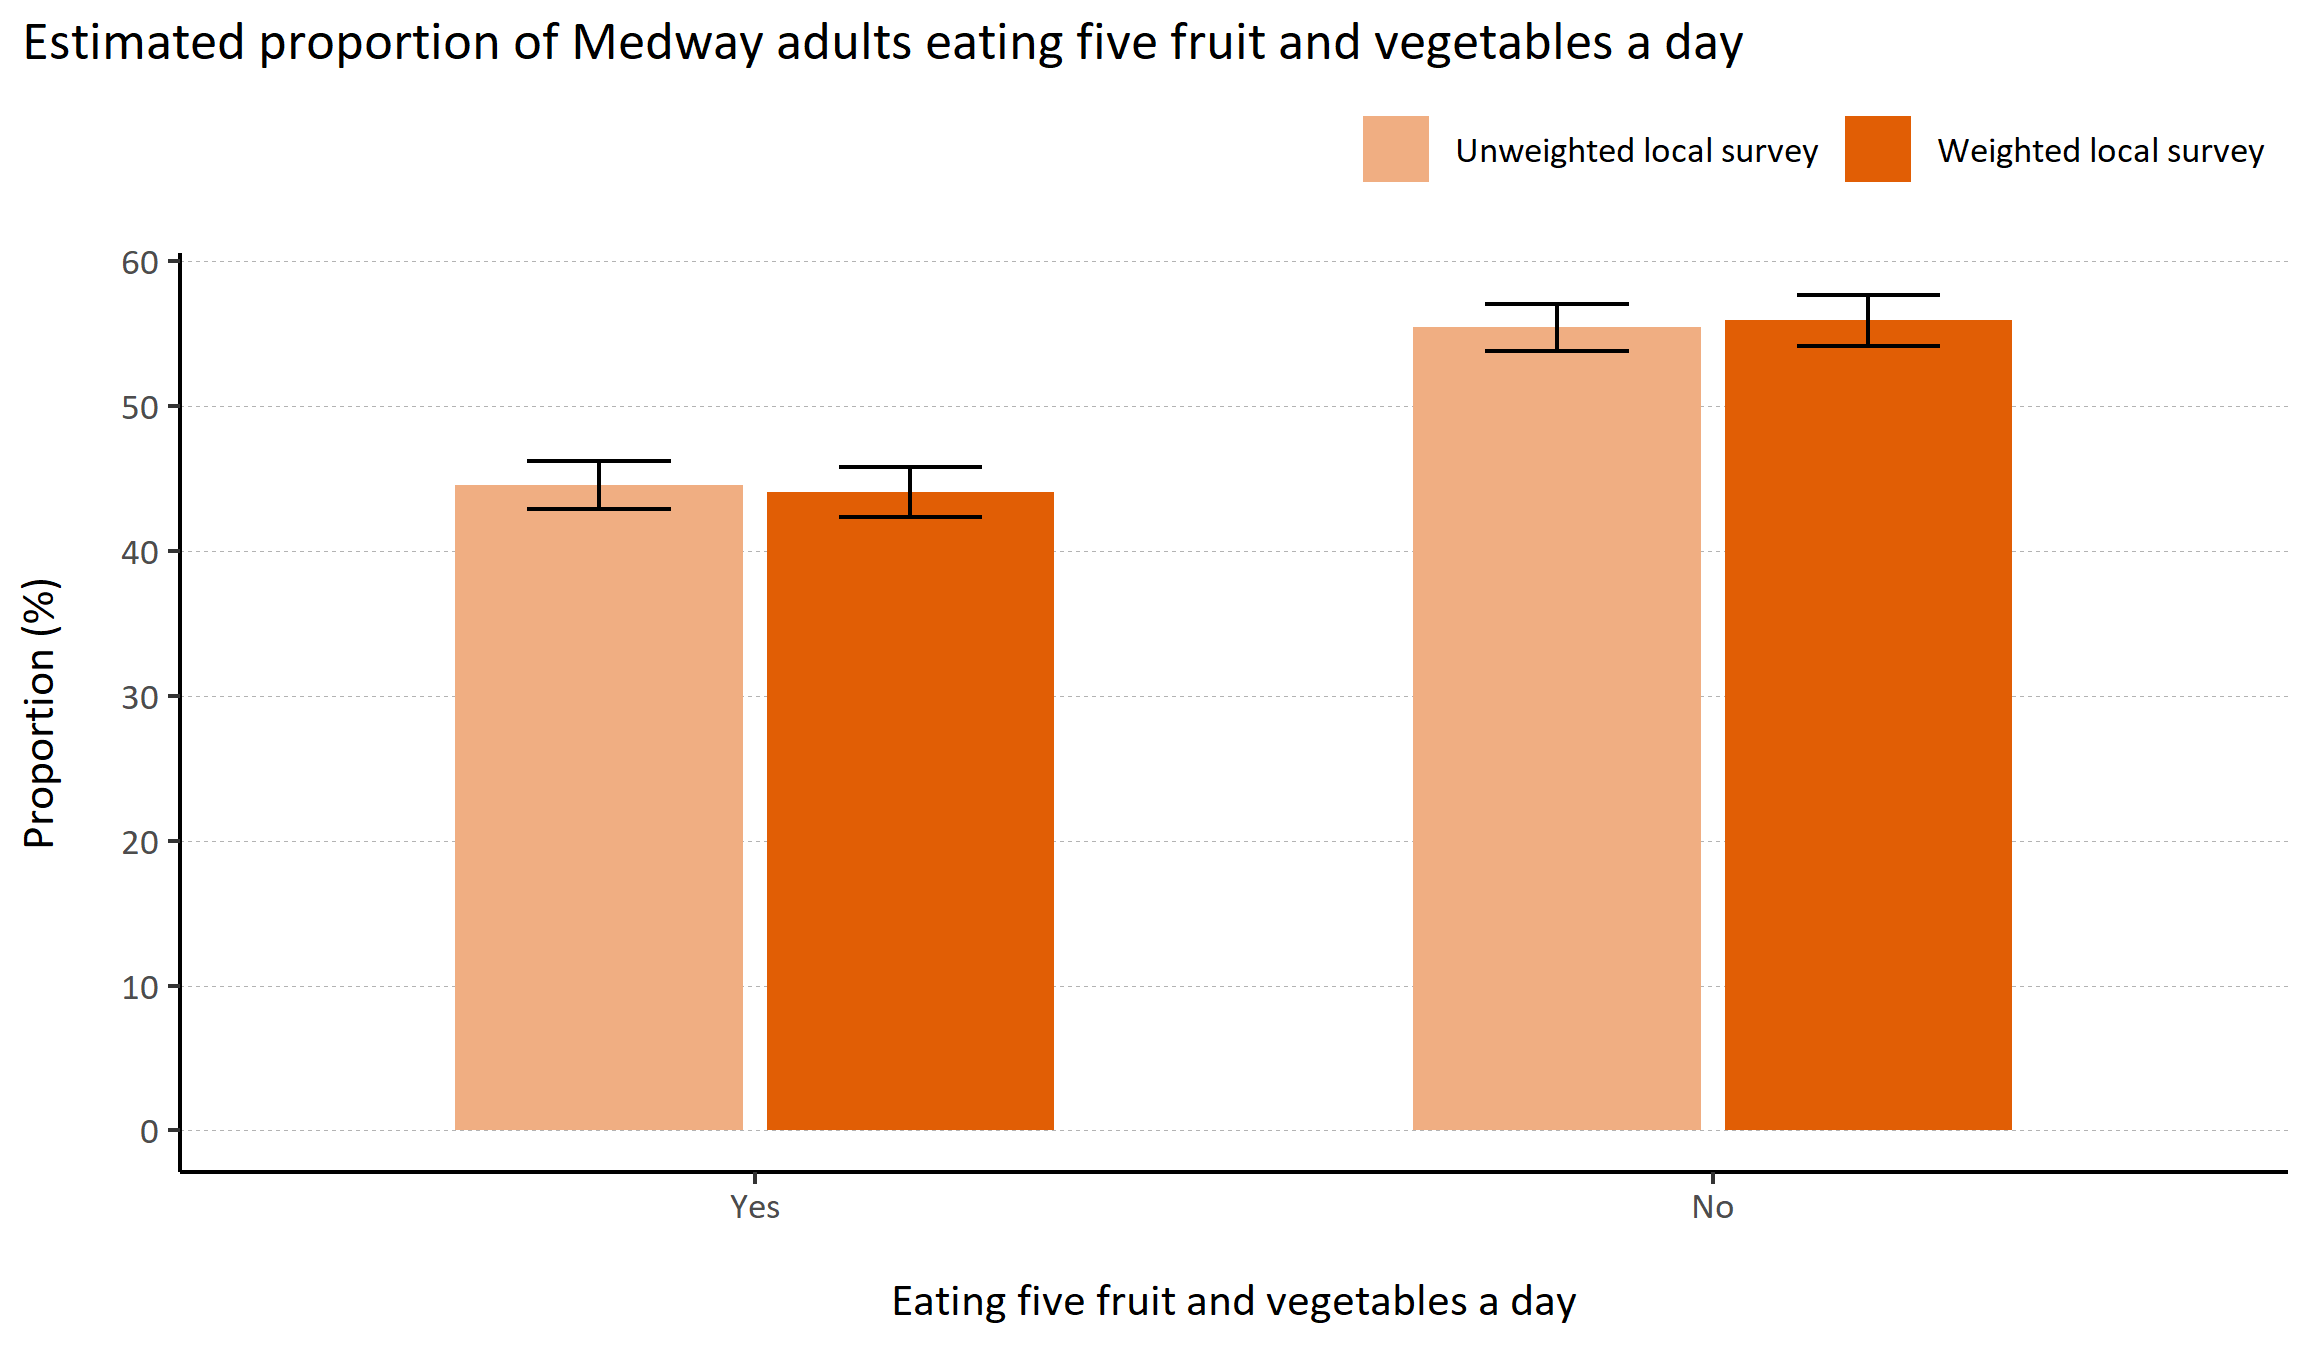 Estimated proportion of Medway adults eating five fruit and vegetables a day
Unweighted local survey
Weighted local survey
Proportion (%)
60
50
40
30
20
10
0
Yes
No
Eating five fruit and vegetables a day